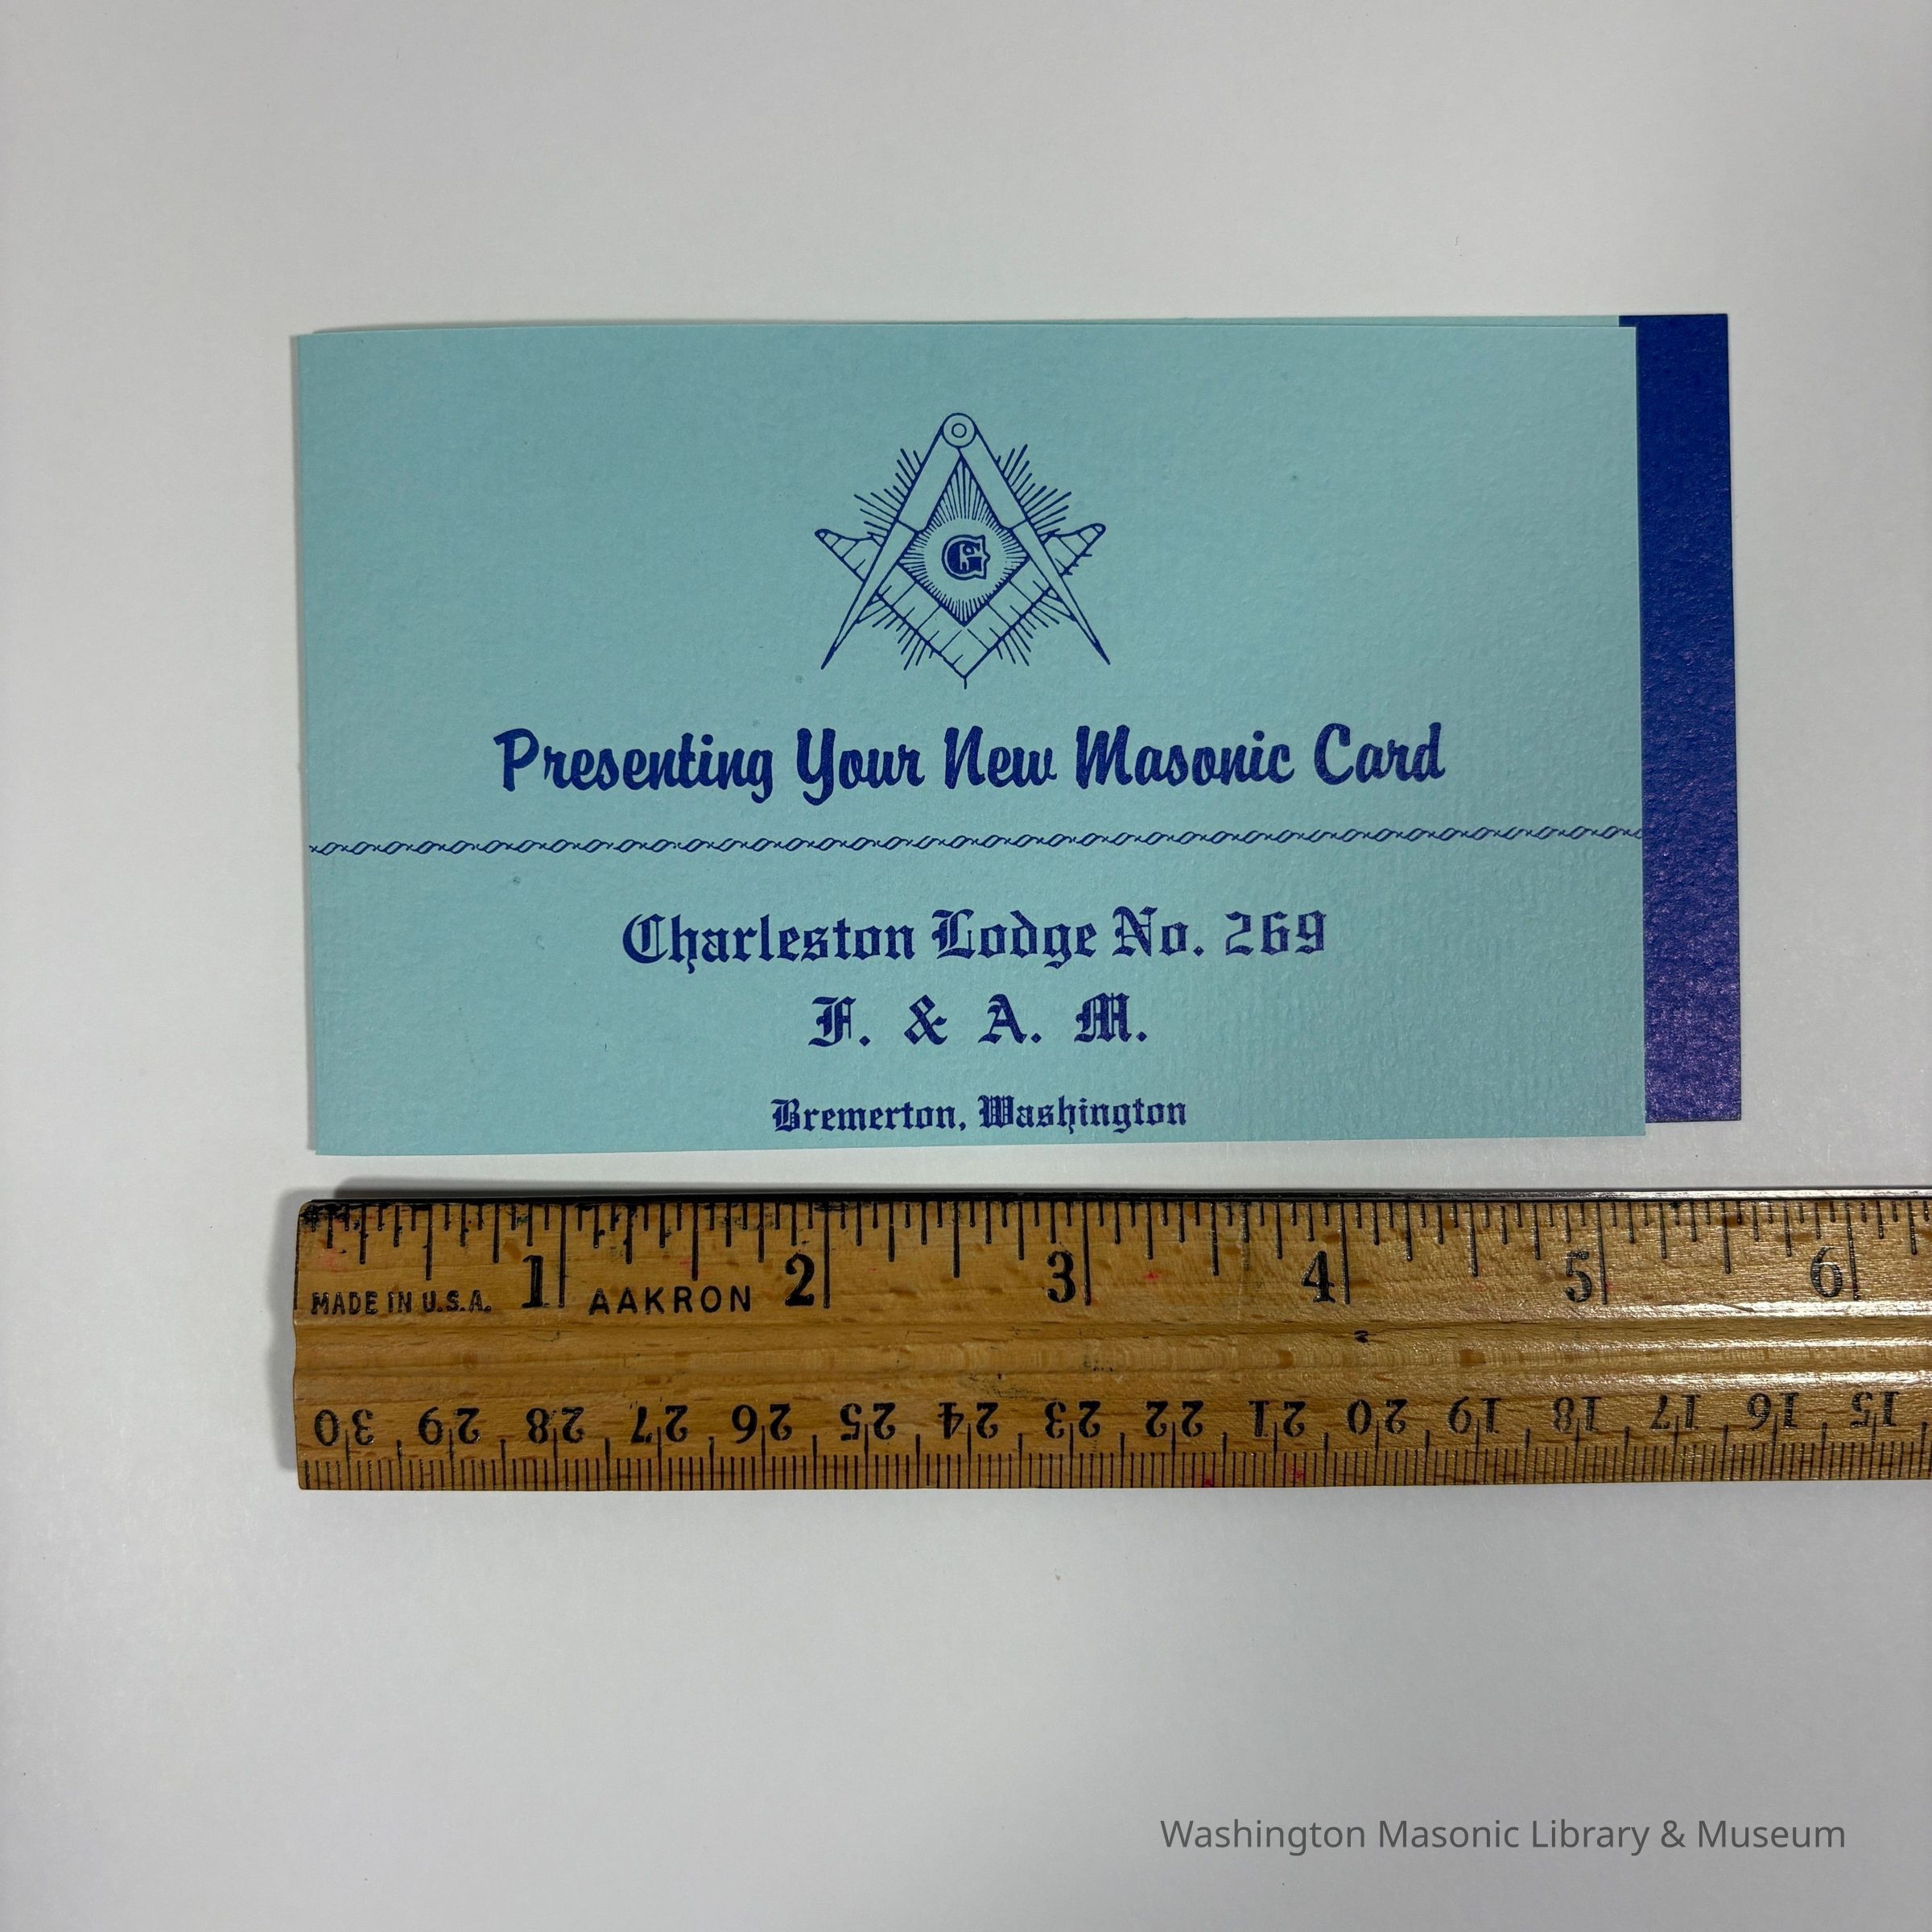 G
Presenting Your New Masonic Card
Charleston Lodge No. 269
F. & A. M.
Bremerton, Washington
1 2 3 4 5 6
MADE IN U.S.A. AAKRON
30 29 28 27 26 25 24 23 22 21 20 19 18 17 16 15
Washington Masonic Library & Museum